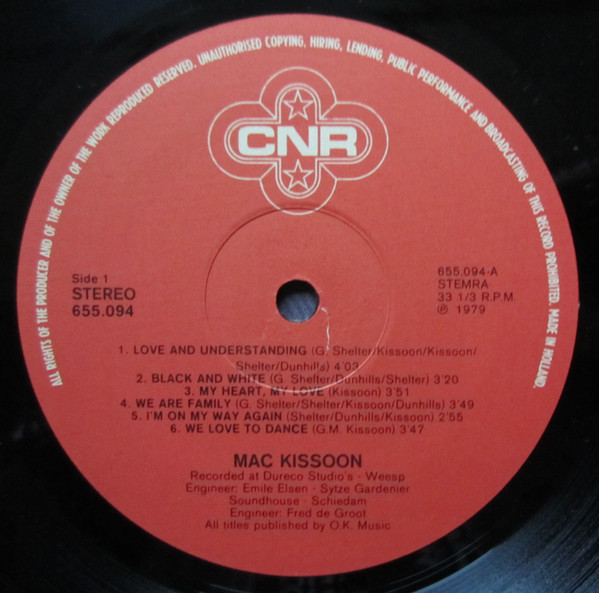 ALL RIGHTS OF THE PRODUCER AND OF THE OWNER OF THE WORK REPRODUCED RESERVED. UNAUTHORISED COPYING, HIRING, LENDING, PUBLIC PERFORMANCE AND BROADCASTING OF THIS RECORD PROHIBITED. MADE IN HOLLAND.
CNR
Side 1
STEREO
655.094
655.094-A
STEMRA
33 1/3 R.P.M.
℗ 1979
1. LOVE AND UNDERSTANDING (G. Shelter/Kissoon/Kissoon/
Shelter/Dunhills) 4'03
2. BLACK AND WHITE (G. Shelter/Dunhills/Shelter) 3'20
3. MY HEART, MY LOVE (Kissoon) 3'51
4. WE ARE FAMILY (G. Shelter/Shelter/Kissoon/Dunhills) 3'49
5. I'M ON MY WAY AGAIN (Shelter/Dunhills/Kissoon) 2'55
6. WE LOVE TO DANCE (G.M. Kissoon) 3'47
MAC KISSOON
Recorded at Dureco Studio's - Weesp
Engineer: Emile Elsen - Sytze Gardenier
Soundhouse - Schiedam
Engineer: Fred de Groot
All titles published by O.K. Music